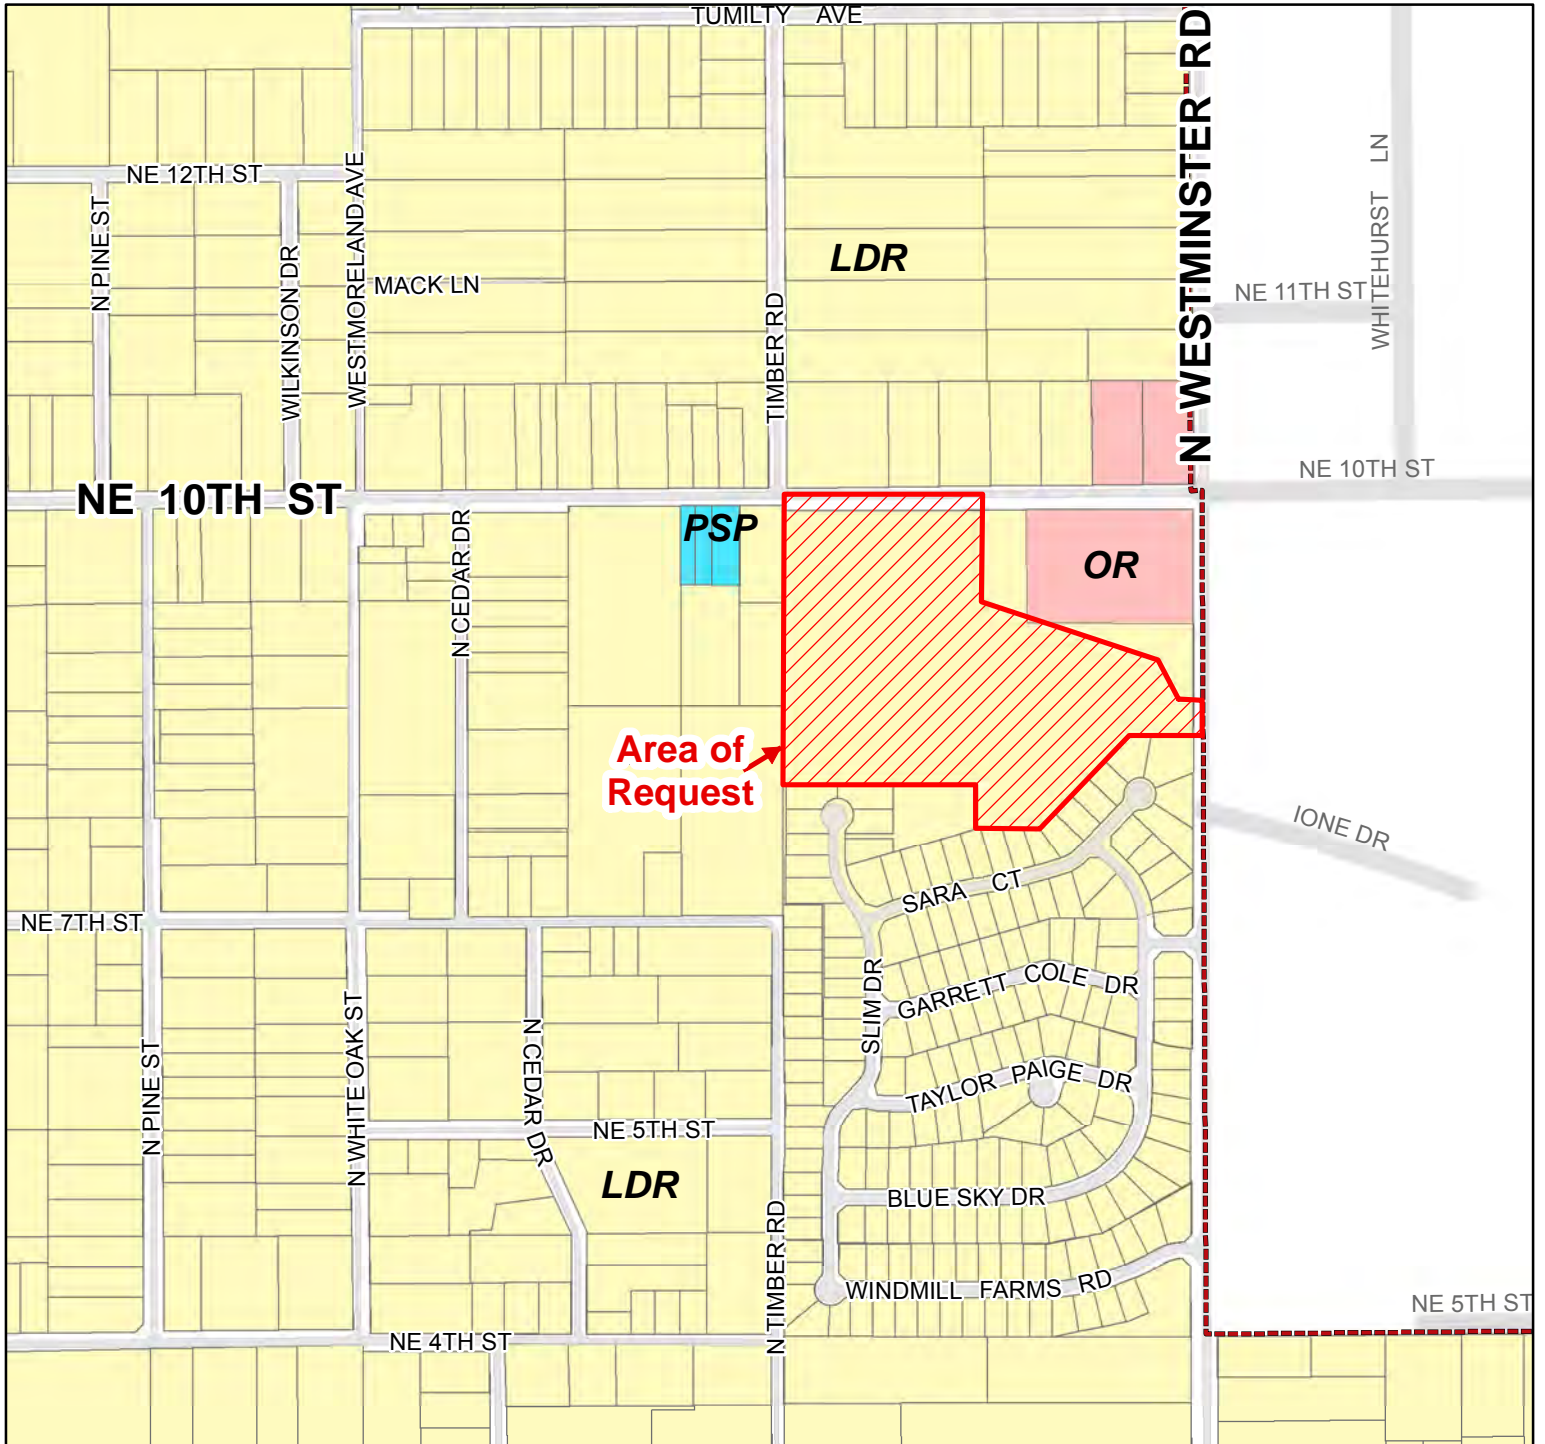 TUMILTY AVE
N WESTMINSTER RD
NE 12TH ST
N PINE ST
WILKINSON DR
WESTMORELAND AVE
MACK LN
TIMBER RD
LDR
WHITEHURST LN
NE 11TH ST
NE 10TH ST
NE 10TH ST
PSP
OR
N CEDAR DR
Area of
Request
IONE DR
SARA CT
NE 7TH ST
SLIM DR
GARRETT COLE DR
N PINE ST
N WHITE OAK ST
N CEDAR DR
TAYLOR PAIGE DR
NE 5TH ST
LDR
BLUE SKY DR
N TIMBER RD
WINDMILL FARMS RD
NE 5TH ST
NE 4TH ST